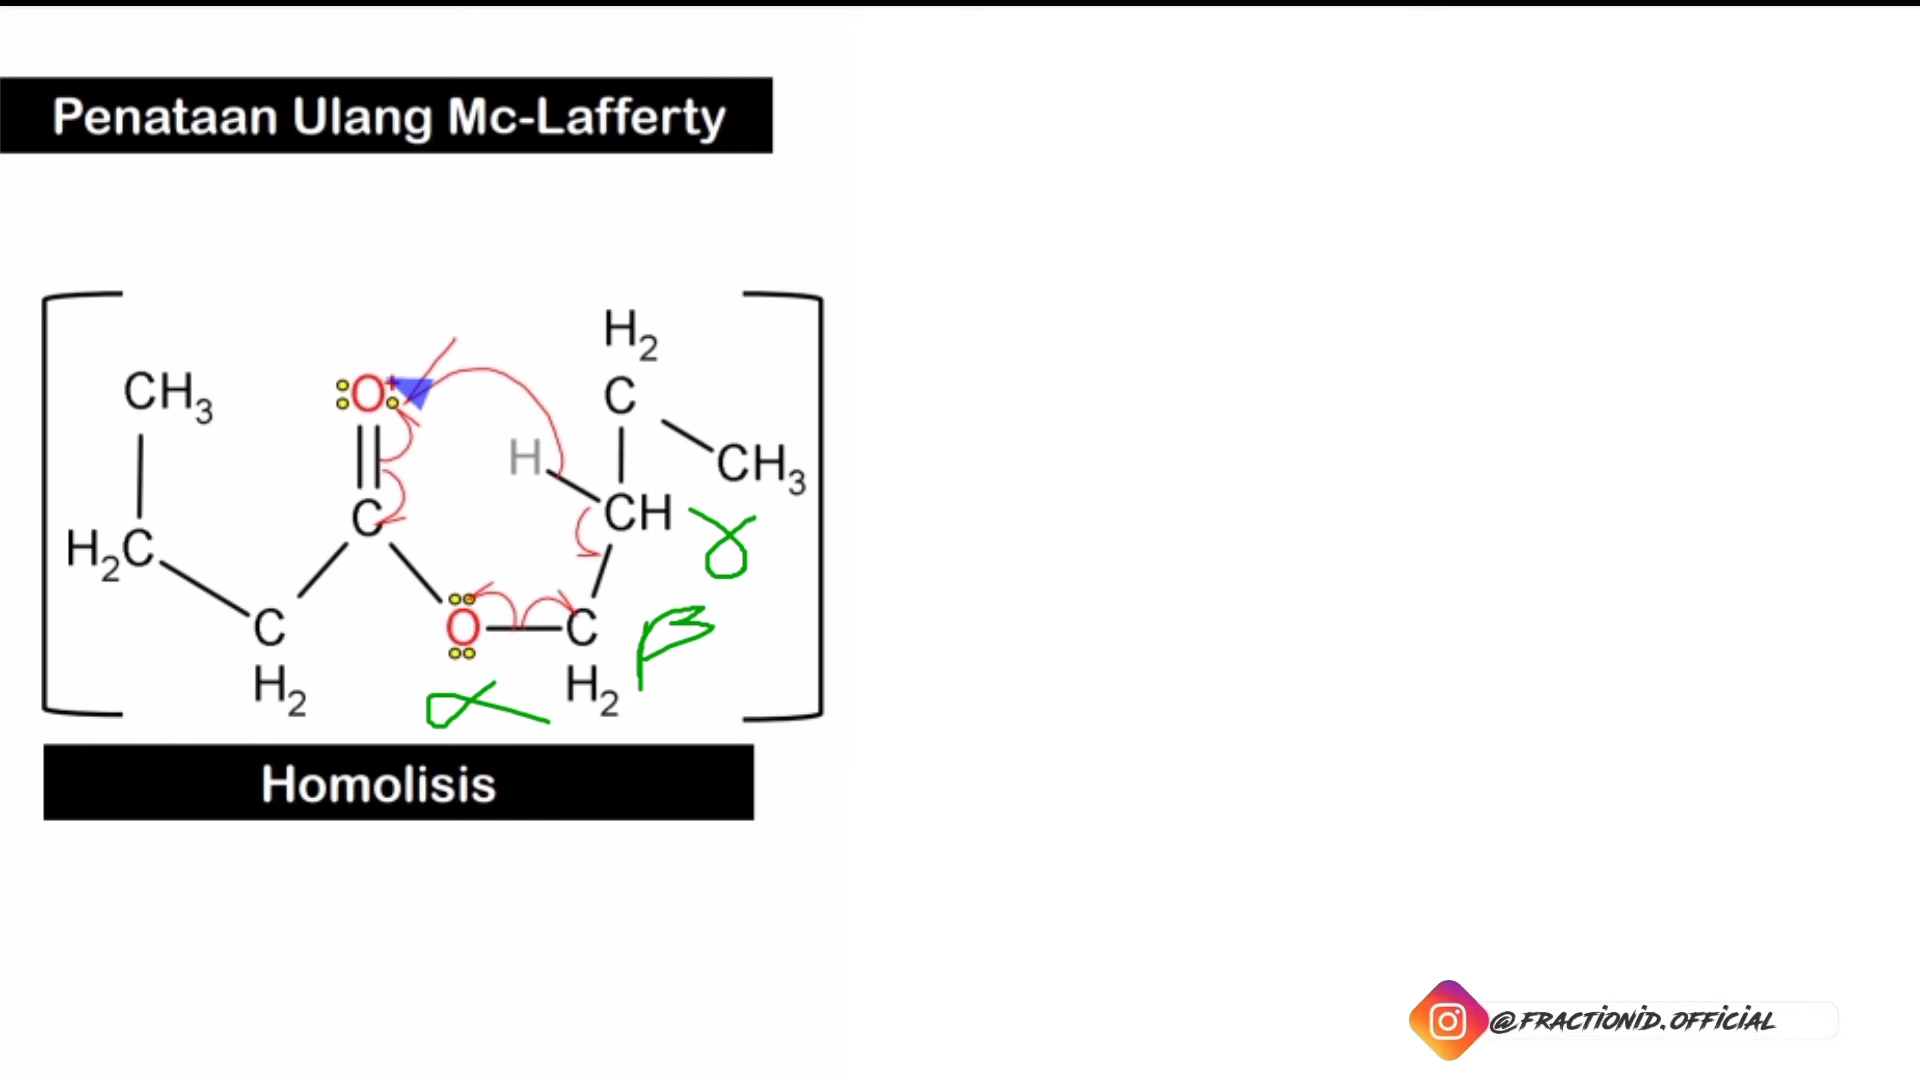 Penataan Ulang Mc-Lafferty
H2
CH3
:O+.
C
H
CH3
C
CH
γ
H2C
C
O
C
β
H2
α
H2
Homolisis
@FRACTIONID.OFFICIAL